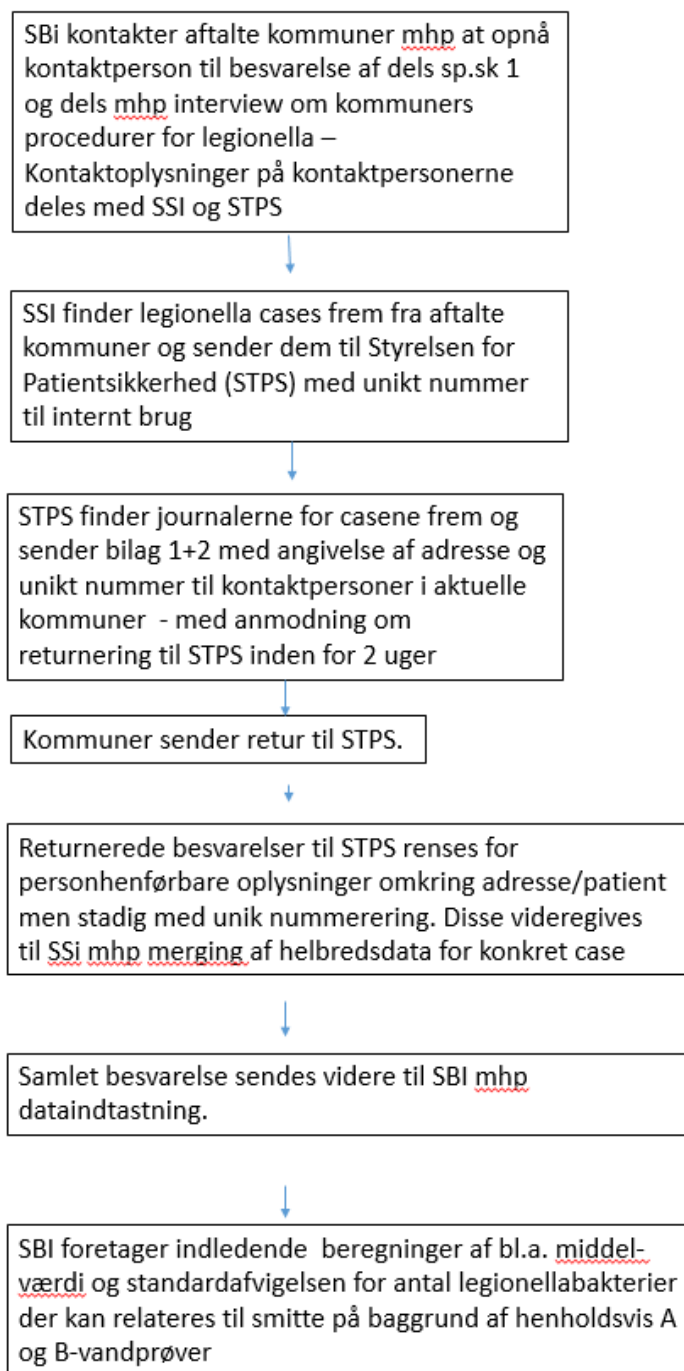 SBi kontakter aftalte kommuner mhp at opnå
kontaktperson til besvarelse af dels sp.sk 1
og dels mhp interview om kommuners
procedurer for legionella –
Kontaktoplysninger på kontaktpersonerne
deles med SSI og STPS
SSI finder legionella cases frem fra aftalte
kommuner og sender dem til Styrelsen for
Patientsikkerhed (STPS) med unikt nummer
til internt brug
STPS finder journalerne for casene frem og
sender bilag 1+2 med angivelse af adresse og
unikt nummer til kontaktpersoner i aktuelle
kommuner - med anmodning om
returnering til STPS inden for 2 uger
Kommuner sender retur til STPS.
Returnerede besvarelser til STPS renses for
personhenførbare oplysninger omkring adresse/patient
men stadig med unik nummerering. Disse videregives
til SSi mhp merging af helbredsdata for konkret case
Samlet besvarelse sendes videre til SBI mhp
dataindtastning.
SBI foretager indledende beregninger af bl.a. middel-
værdi og standardafvigelsen for antal legionellabakterier
der kan relateres til smitte på baggrund af henholdsvis A
og B-vandprøver